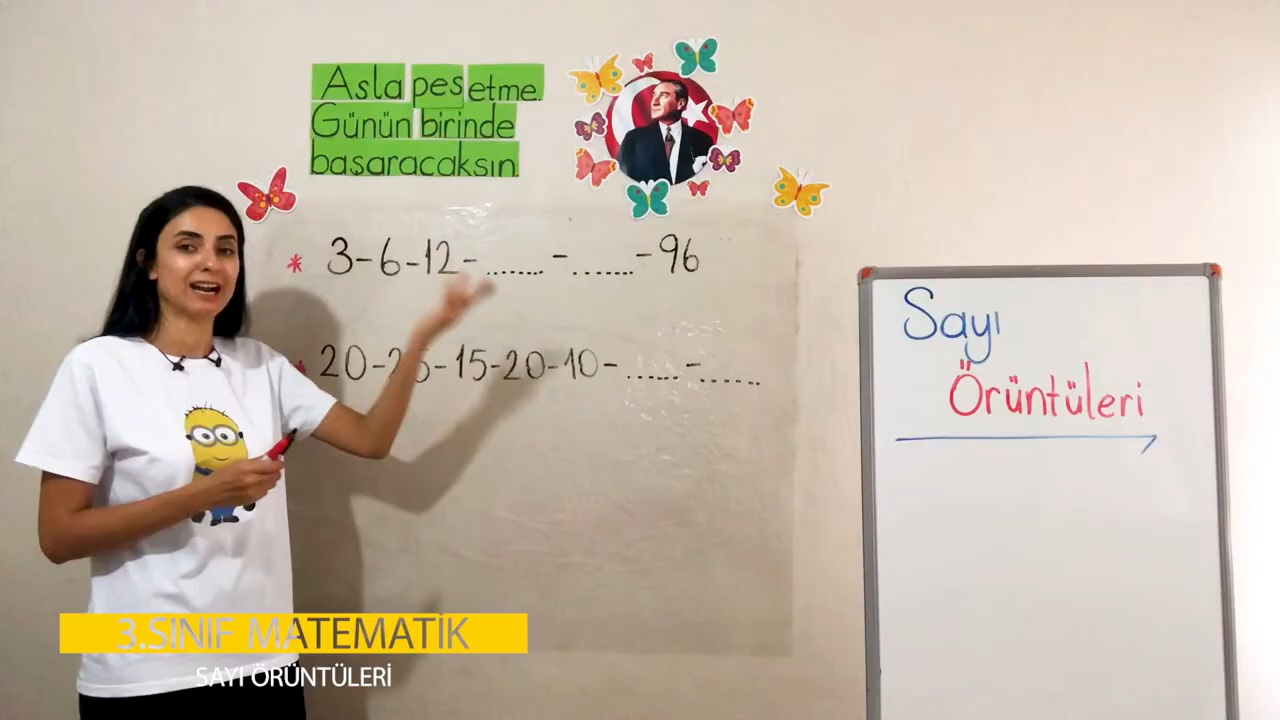 Asla pes etme.
Günün birinde
başaracaksın.
* 3-6-12-.......-.......-96
* 20-25-15-20-10-......-......
Sayı
Örüntüleri
3.SINIF MATEMATİK
SAYI ÖRÜNTÜLERİ